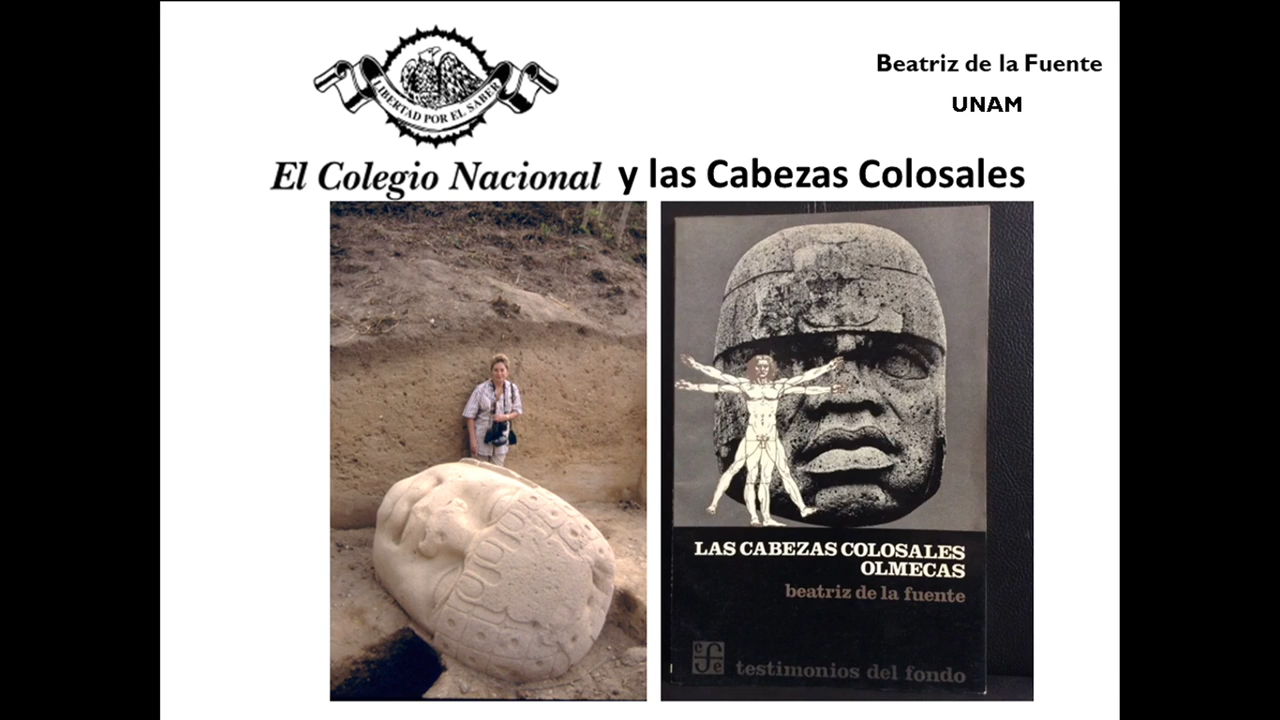 LIBERTAD POR EL SABER
Beatriz de la Fuente
UNAM
El Colegio Nacional y las Cabezas Colosales
LAS CABEZAS COLOSALES
OLMECAS
beatriz de la fuente
efe
testimonios del fondo